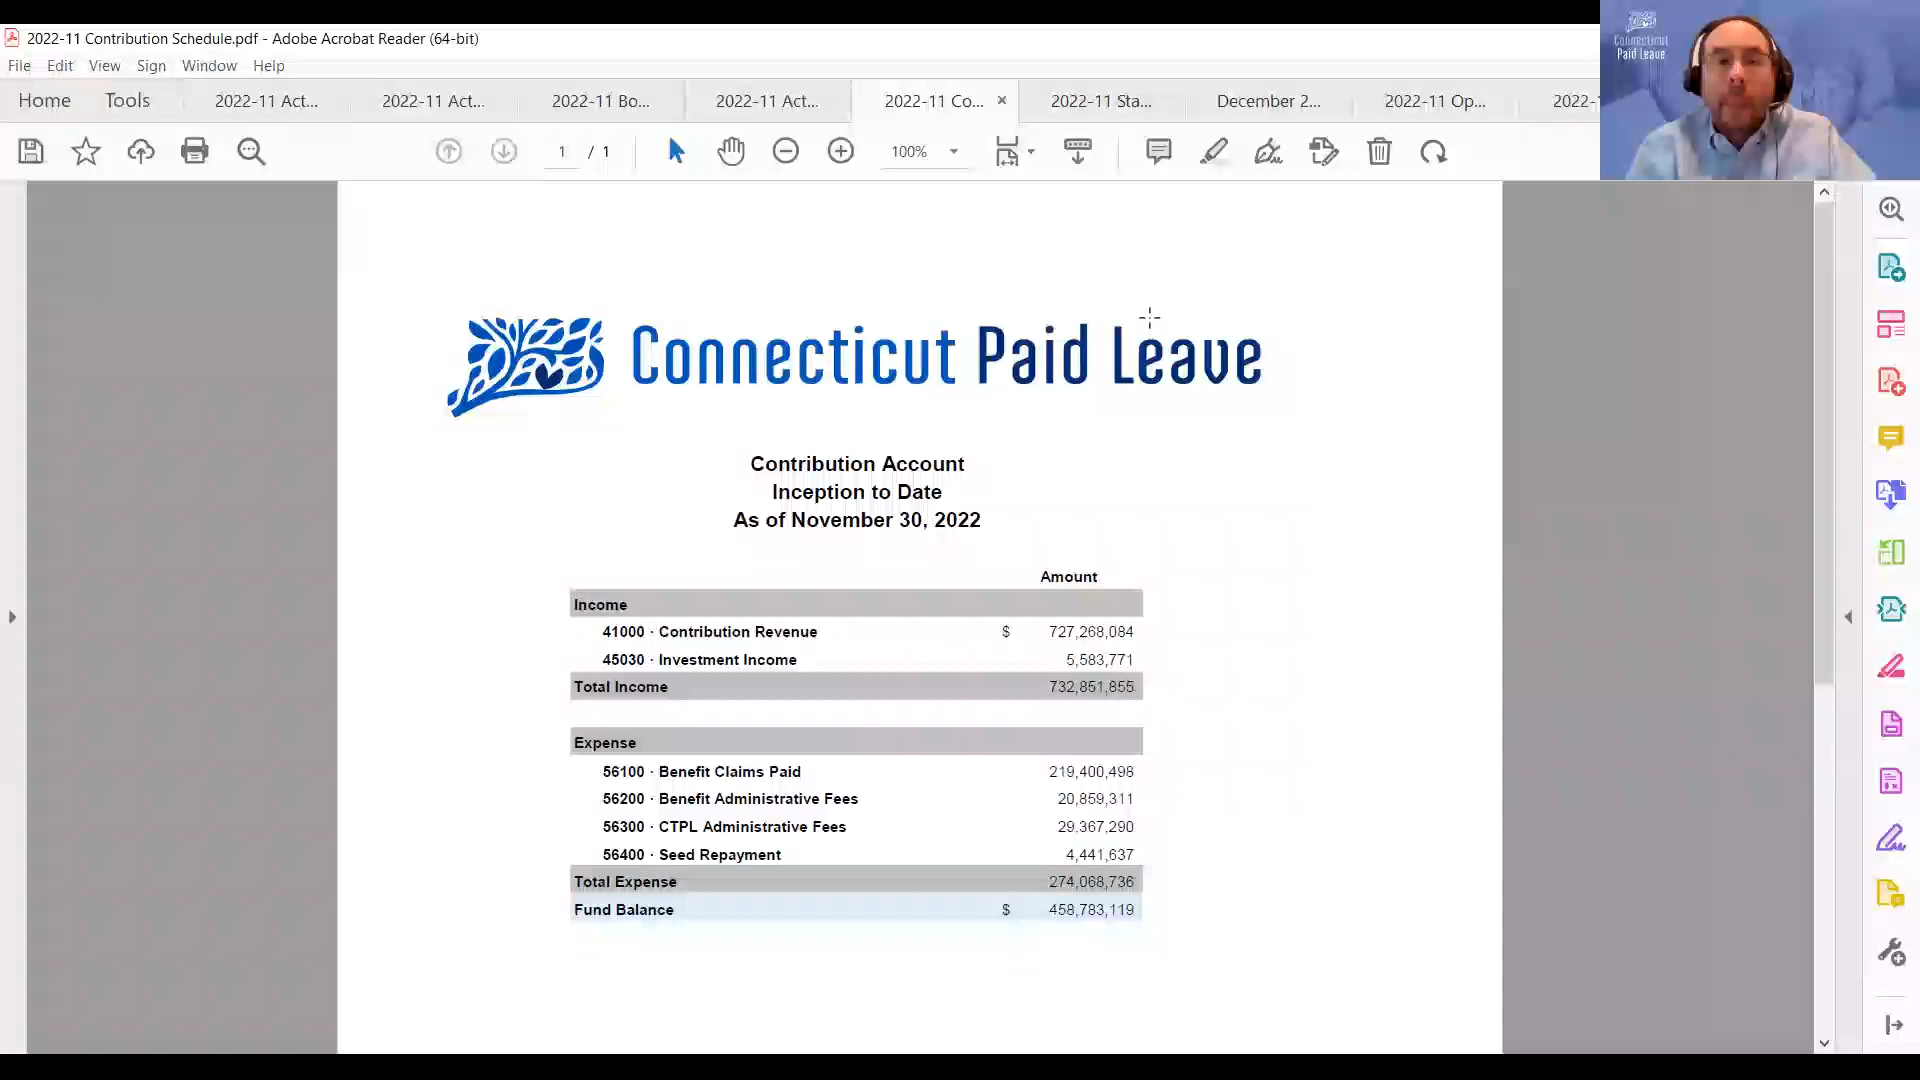 2022-11 Contribution Schedule.pdf - Adobe Acrobat Reader (64-bit)
File Edit View Sign Window Help
Home Tools 2022-11 Act... 2022-11 Act... 2022-11 Bo... 2022-11 Act... 2022-11 Co... × 2022-11 Sta... December 2... 2022-11 Op... 2022-1
1 / 1 100%
Connecticut
Paid Leave
Connecticut Paid Leave
Contribution Account
Inception to Date
As of November 30, 2022
Amount
Income
41000 · Contribution Revenue $ 727,268,084
45030 · Investment Income 5,583,771
Total Income 732,851,855
Expense
56100 · Benefit Claims Paid 219,400,498
56200 · Benefit Administrative Fees 20,859,311
56300 · CTPL Administrative Fees 29,367,290
56400 · Seed Repayment 4,441,637
Total Expense 274,068,736
Fund Balance $ 458,783,119